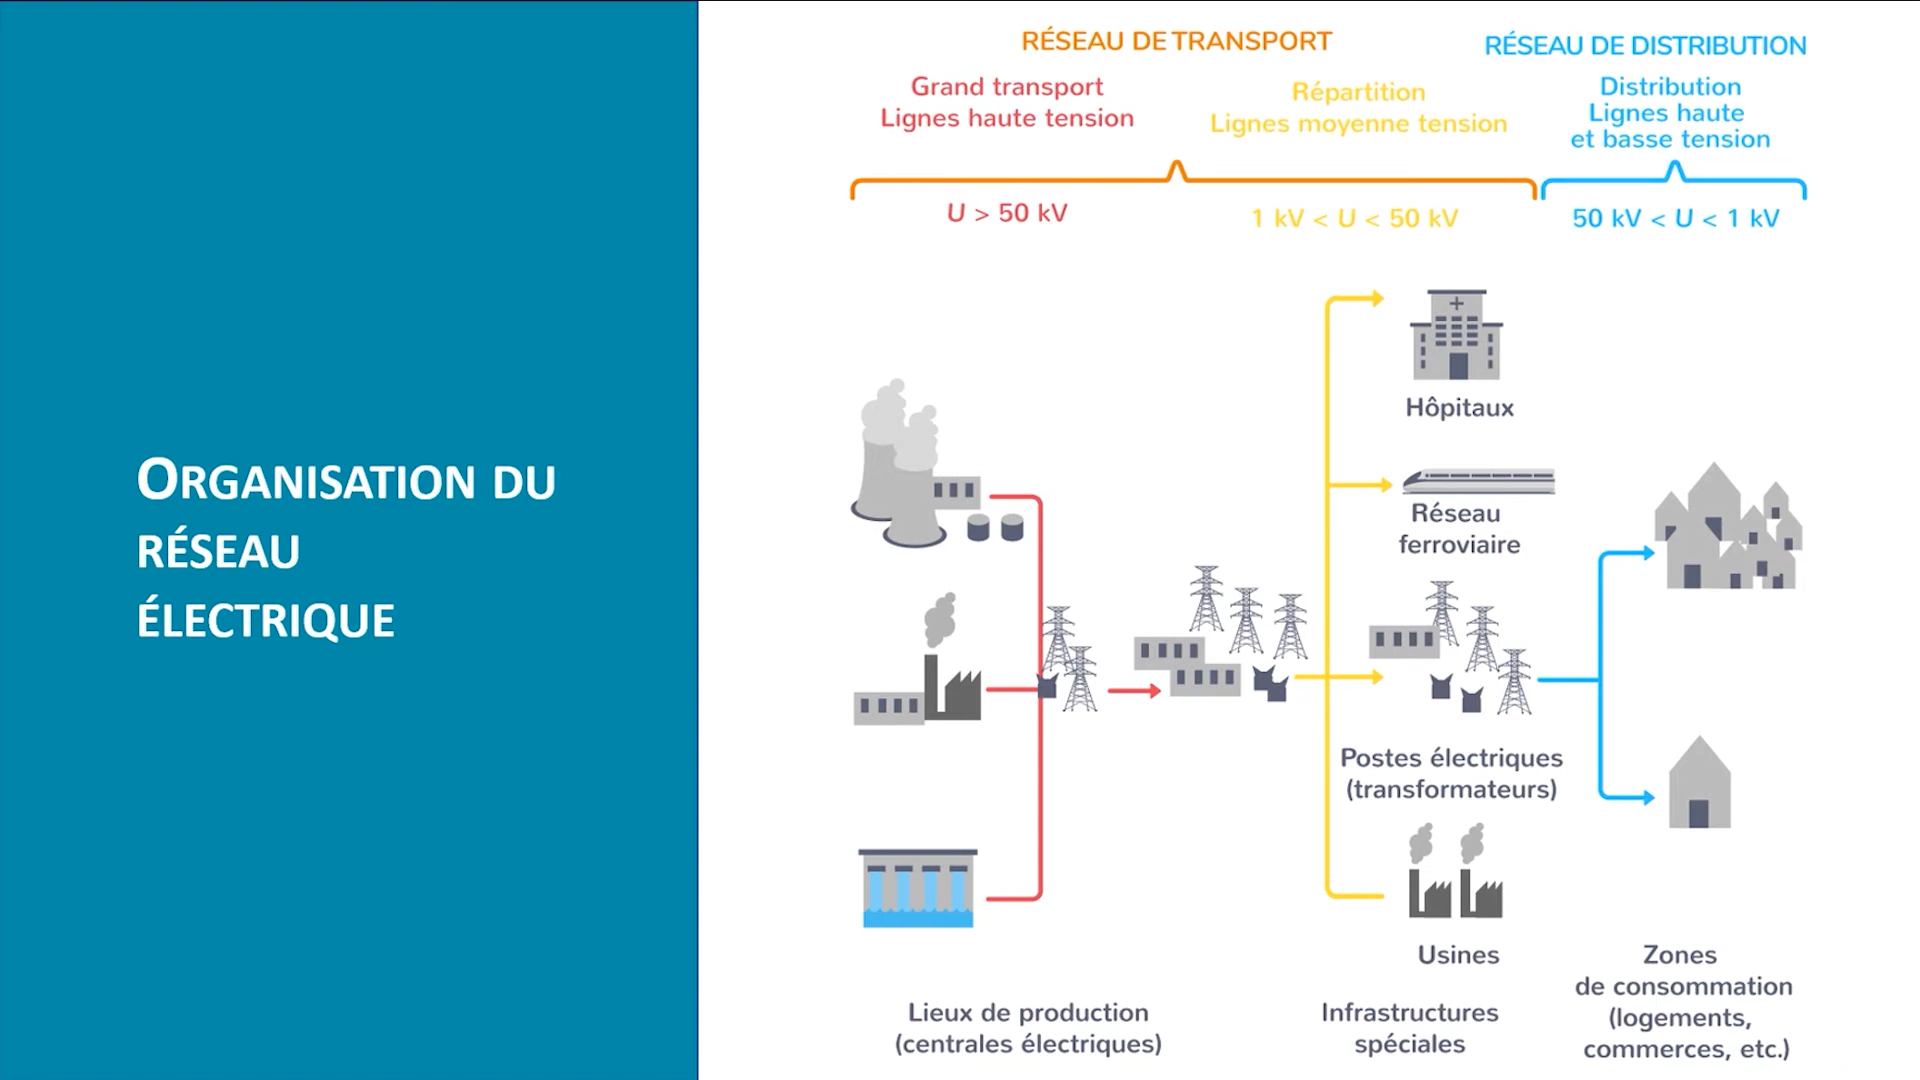 ORGANISATION DU
RÉSEAU
ÉLECTRIQUE
RÉSEAU DE TRANSPORT
RÉSEAU DE DISTRIBUTION
Grand transport
Lignes haute tension
Répartition
Lignes moyenne tension
Distribution
Lignes haute
et basse tension
U > 50 kV
1 kV < U < 50 kV
50 kV < U < 1 kV
Hôpitaux
Réseau
ferroviaire
Postes électriques
(transformateurs)
Usines
Lieux de production
(centrales électriques)
Infrastructures
spéciales
Zones
de consommation
(logements,
commerces, etc.)